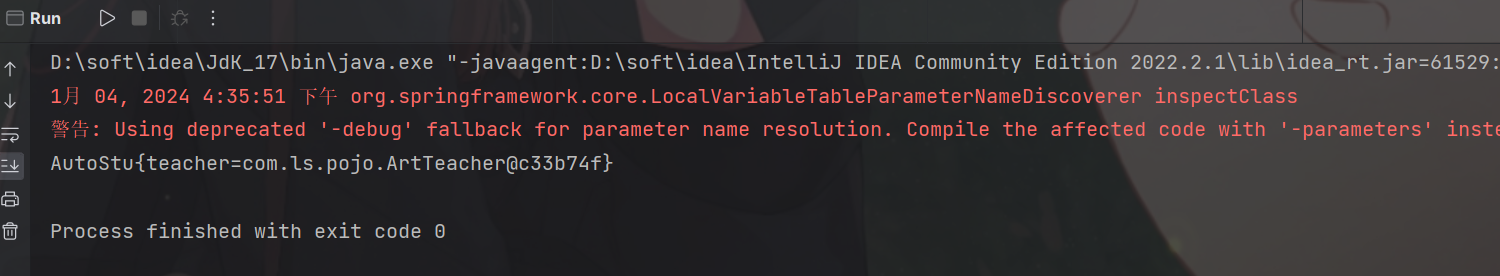 Run
D:\soft\idea\JdK_17\bin\java.exe "-javaagent:D:\soft\idea\IntelliJ IDEA Community Edition 2022.2.1\lib\idea_rt.jar=61529:
1月 04, 2024 4:35:51 下午 org.springframework.core.LocalVariableTableParameterNameDiscoverer inspectClass
警告: Using deprecated '-debug' fallback for parameter name resolution. Compile the affected code with '-parameters' inste
AutoStu{teacher=com.ls.pojo.ArtTeacher@c33b74f}
Process finished with exit code 0